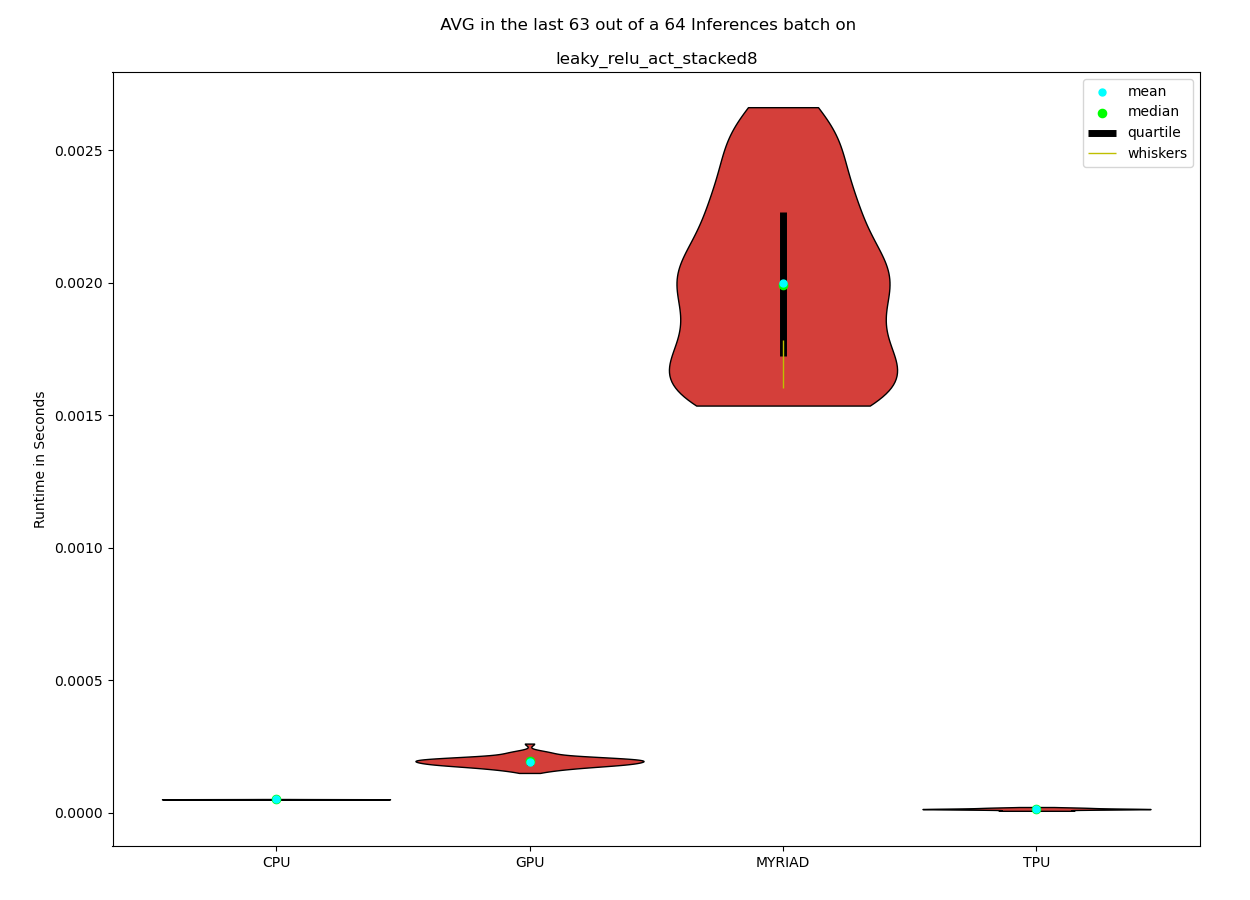 AVG in the last 63 out of a 64 Inferences batch on
leaky_relu_act_stacked8
mean
median
quartile
whiskers
0.0025
0.0020
0.0015
0.0010
0.0005
0.0000
Runtime in Seconds
CPU GPU MYRIAD TPU